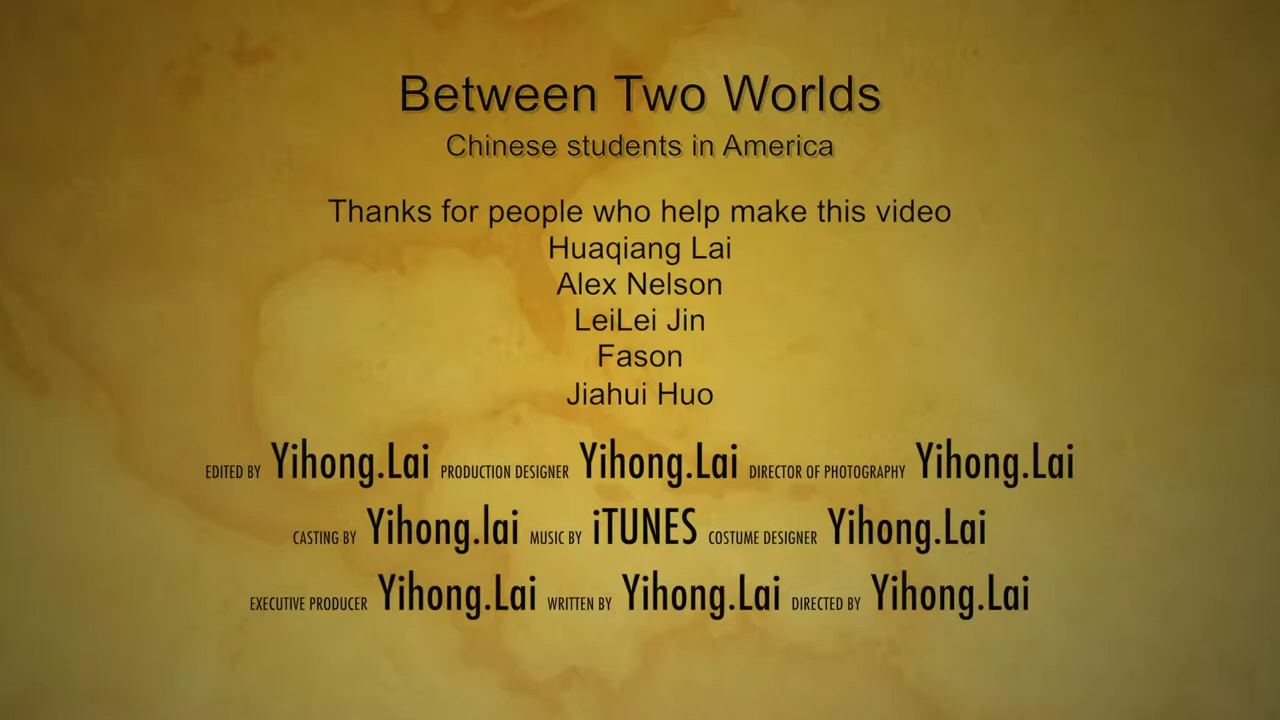 Between Two Worlds
Chinese students in America
Thanks for people who help make this video
Huaqiang Lai
Alex Nelson
LeiLei Jin
Fason
Jiahui Huo
EDITED BY Yihong.Lai PRODUCTION DESIGNER Yihong.Lai DIRECTOR OF PHOTOGRAPHY Yihong.Lai
CASTING BY Yihong.lai MUSIC BY iTUNES COSTUME DESIGNER Yihong.Lai
EXECUTIVE PRODUCER Yihong.Lai WRITTEN BY Yihong.Lai DIRECTED BY Yihong.Lai